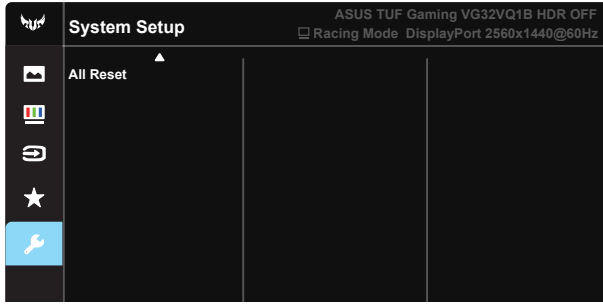 System Setup
ASUS TUF Gaming VG32VQ1B HDR OFF
Racing Mode DisplayPort 2560x1440@60Hz
All Reset